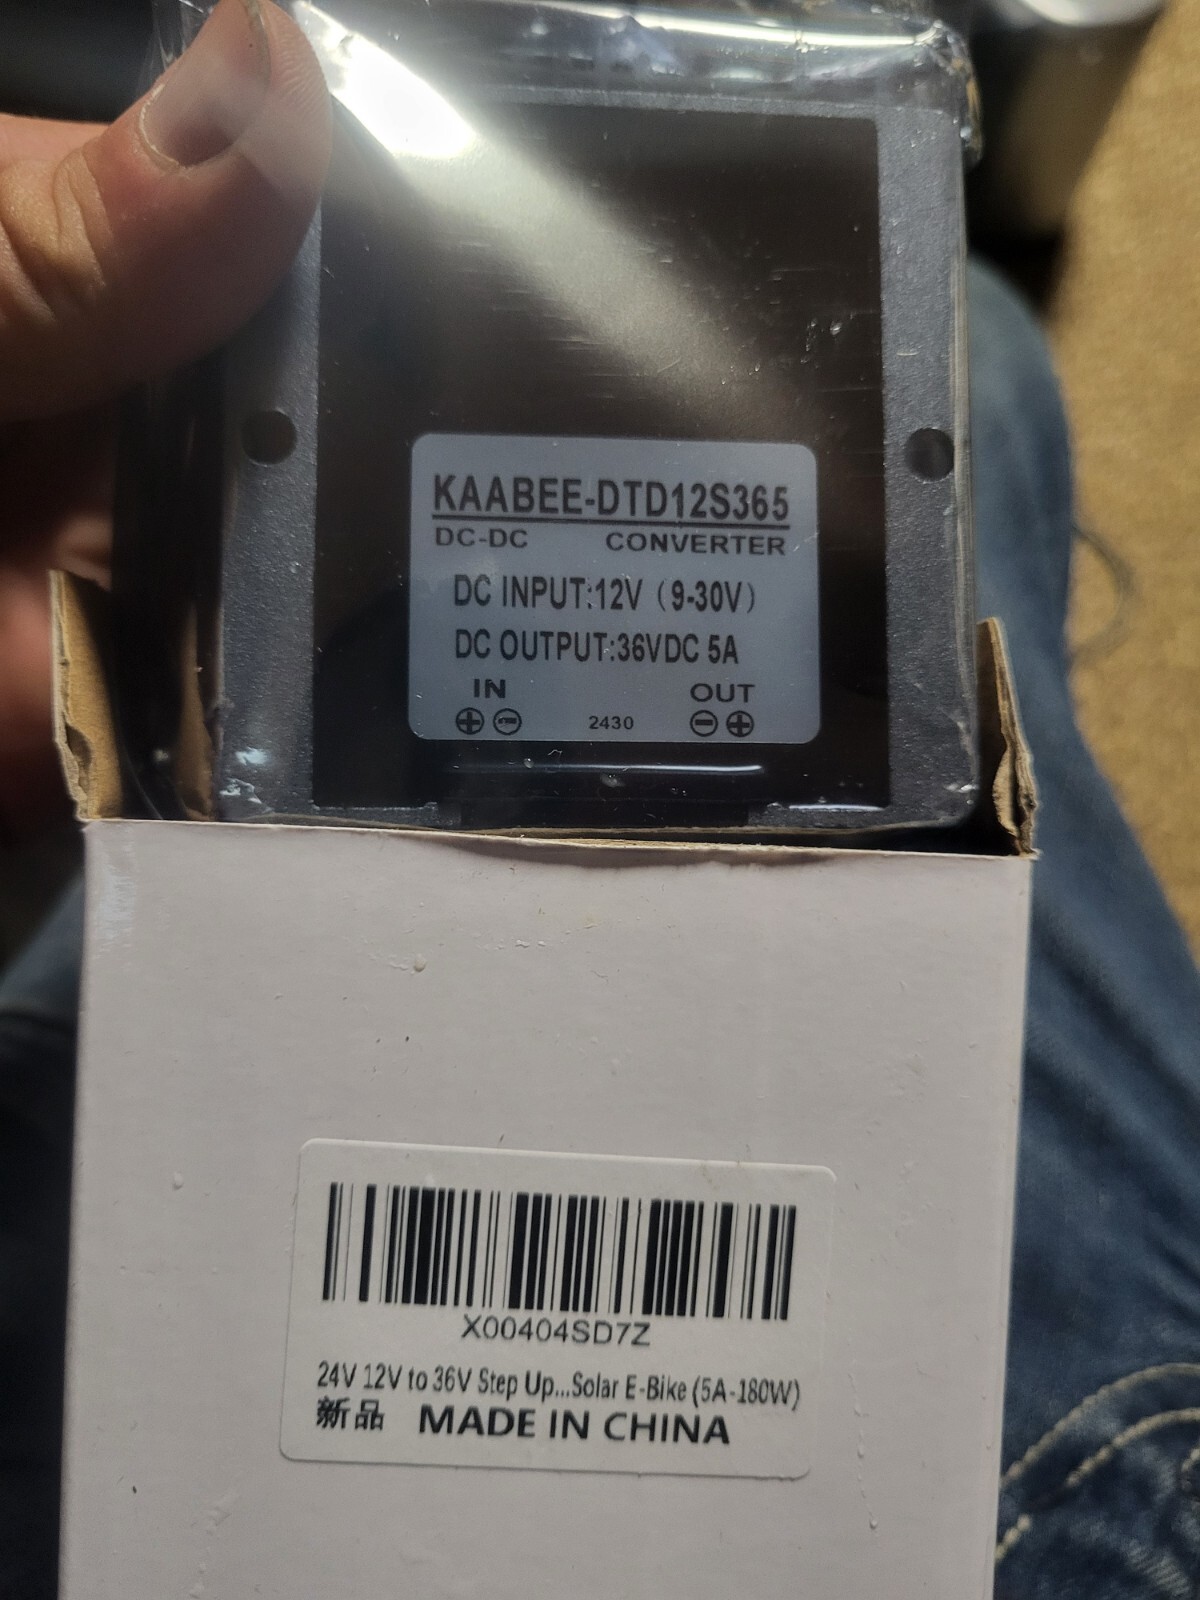 KAABEE-DTD12S365
DC-DC CONVERTER
DC INPUT:12V（9-30V）
DC OUTPUT:36VDC 5A
IN OUT
⊕ ⊖ 2430 ⊖ ⊕
X00404SD7Z
24V 12V to 36V Step Up...Solar E-Bike (5A-180W)
新品 MADE IN CHINA